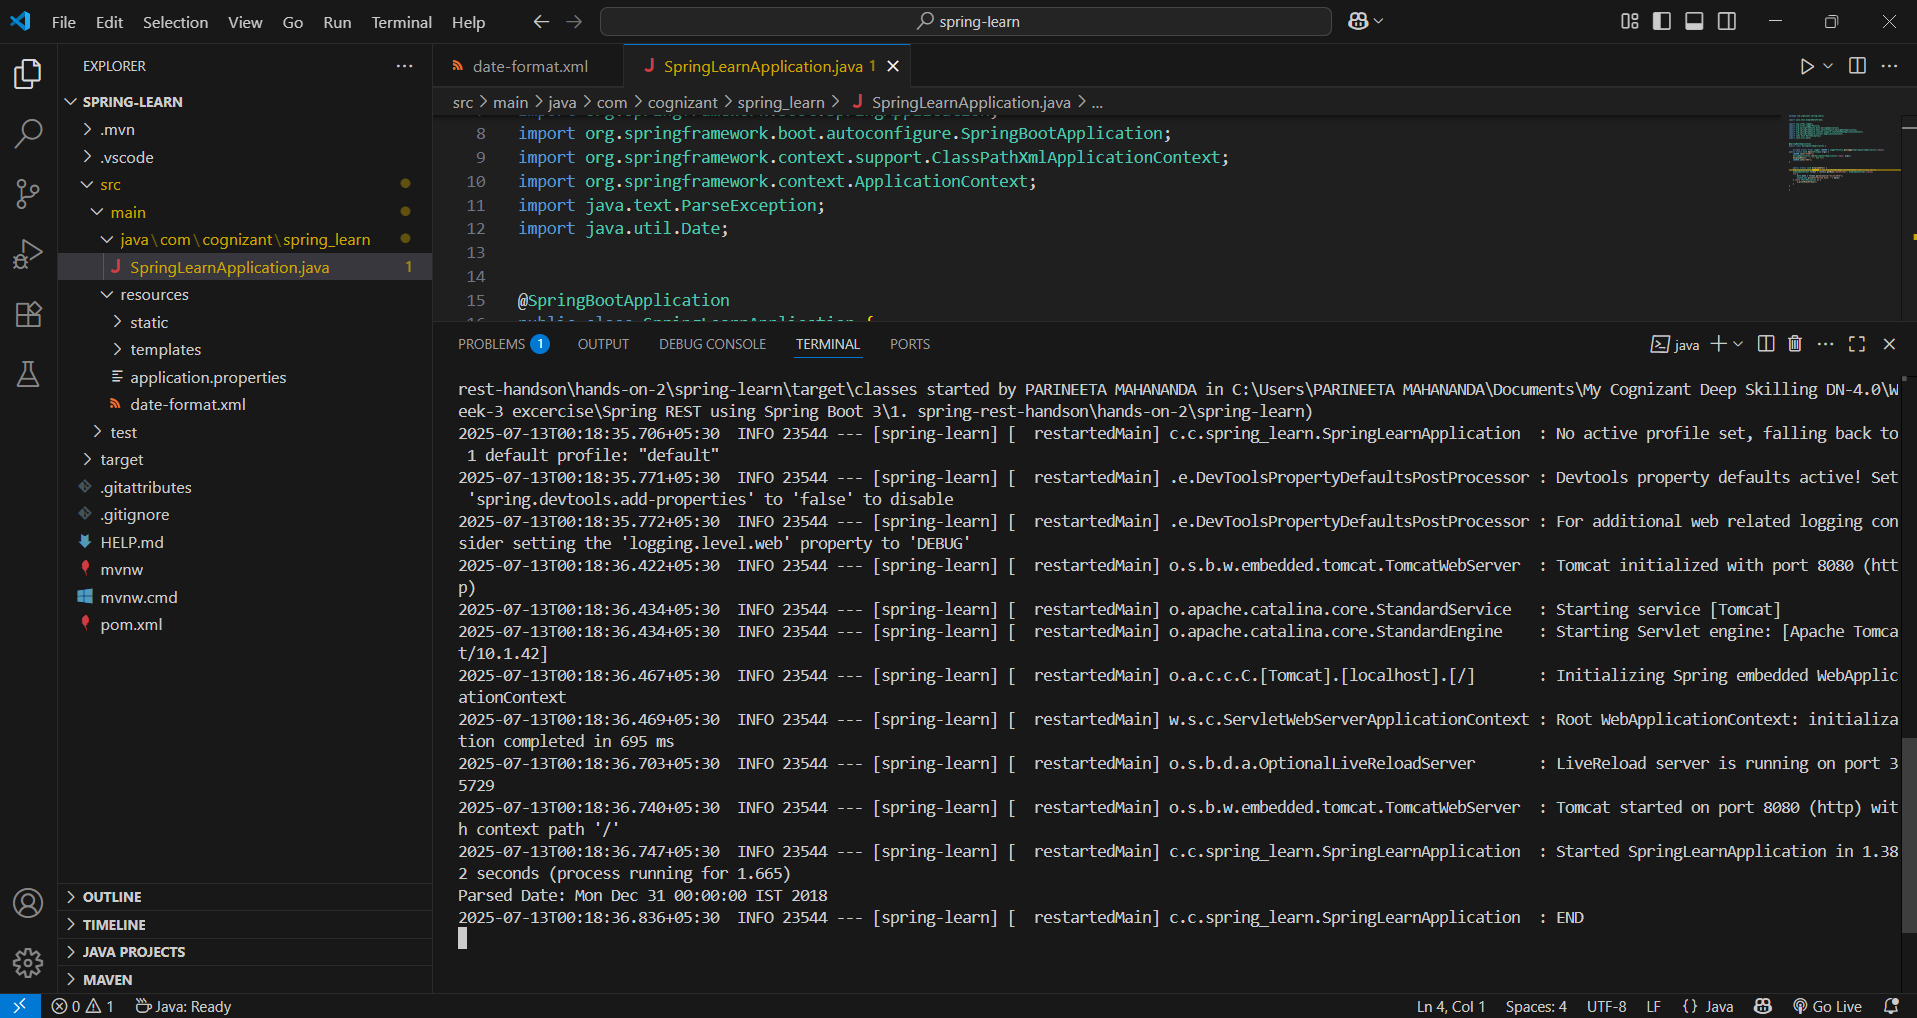 File Edit Selection View Go Run Terminal Help
spring-learn
EXPLORER
SPRING-LEARN
.mvn
.vscode
src
main
java\com\cognizant\spring_learn
SpringLearnApplication.java 1
resources
static
templates
application.properties
date-format.xml
test
target
.gitattributes
.gitignore
HELP.md
mvnw
mvnw.cmd
pom.xml
OUTLINE
TIMELINE
JAVA PROJECTS
MAVEN
date-format.xml
SpringLearnApplication.java 1
src > main > java > com > cognizant > spring_learn > SpringLearnApplication.java > ...
8 import org.springframework.boot.autoconfigure.SpringBootApplication;
9 import org.springframework.context.support.ClassPathXmlApplicationContext;
10 import org.springframework.context.ApplicationContext;
11 import java.text.ParseException;
12 import java.util.Date;
13
14
15 @SpringBootApplication
PROBLEMS 1 OUTPUT DEBUG CONSOLE TERMINAL PORTS
java
rest-handson\hands-on-2\spring-learn\target\classes started by PARINEETA MAHANANDA in C:\Users\PARINEETA MAHANANDA\Documents\My Cognizant Deep Skilling DN-4.0\W
eek-3 excercise\Spring REST using Spring Boot 3\1. spring-rest-handson\hands-on-2\spring-learn)
2025-07-13T00:18:35.706+05:30  INFO 23544 --- [spring-learn] [  restartedMain] c.c.spring_learn.SpringLearnApplication  : No active profile set, falling back to
1 default profile: "default"
2025-07-13T00:18:35.771+05:30  INFO 23544 --- [spring-learn] [  restartedMain] .e.DevToolsPropertyDefaultsPostProcessor : Devtools property defaults active! Set
'spring.devtools.add-properties' to 'false' to disable
2025-07-13T00:18:35.772+05:30  INFO 23544 --- [spring-learn] [  restartedMain] .e.DevToolsPropertyDefaultsPostProcessor : For additional web related logging con
sider setting the 'logging.level.web' property to 'DEBUG'
2025-07-13T00:18:36.422+05:30  INFO 23544 --- [spring-learn] [  restartedMain] o.s.b.w.embedded.tomcat.TomcatWebServer  : Tomcat initialized with port 8080 (htt
p)
2025-07-13T00:18:36.434+05:30  INFO 23544 --- [spring-learn] [  restartedMain] o.apache.catalina.core.StandardService   : Starting service [Tomcat]
2025-07-13T00:18:36.434+05:30  INFO 23544 --- [spring-learn] [  restartedMain] o.apache.catalina.core.StandardEngine    : Starting Servlet engine: [Apache Tomca
t/10.1.42]
2025-07-13T00:18:36.467+05:30  INFO 23544 --- [spring-learn] [  restartedMain] o.a.c.c.C.[Tomcat].[localhost].[/]       : Initializing Spring embedded WebApplic
ationContext
2025-07-13T00:18:36.469+05:30  INFO 23544 --- [spring-learn] [  restartedMain] w.s.c.ServletWebServerApplicationContext : Root WebApplicationContext: initializa
tion completed in 695 ms
2025-07-13T00:18:36.703+05:30  INFO 23544 --- [spring-learn] [  restartedMain] o.s.b.d.a.OptionalLiveReloadServer       : LiveReload server is running on port 3
5729
2025-07-13T00:18:36.740+05:30  INFO 23544 --- [spring-learn] [  restartedMain] o.s.b.w.embedded.tomcat.TomcatWebServer  : Tomcat started on port 8080 (http) wit
h context path '/'
2025-07-13T00:18:36.747+05:30  INFO 23544 --- [spring-learn] [  restartedMain] c.c.spring_learn.SpringLearnApplication  : Started SpringLearnApplication in 1.38
2 seconds (process running for 1.665)
Parsed Date: Mon Dec 31 00:00:00 IST 2018
2025-07-13T00:18:36.836+05:30  INFO 23544 --- [spring-learn] [  restartedMain] c.c.spring_learn.SpringLearnApplication  : END
0 1 Java: Ready Ln 4, Col 1 Spaces: 4 UTF-8 LF {} Java Go Live